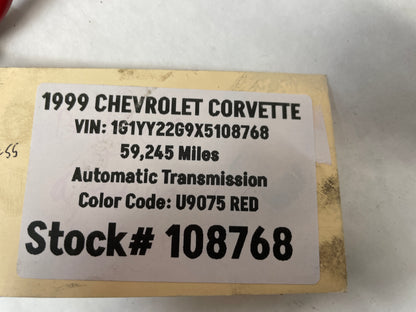 1999 CHEVROLET CORVETTE
VIN: 1G1YY22G9X5108768
59,245 Miles
Automatic Transmission
Color Code: U9075 RED
Stock# 108768